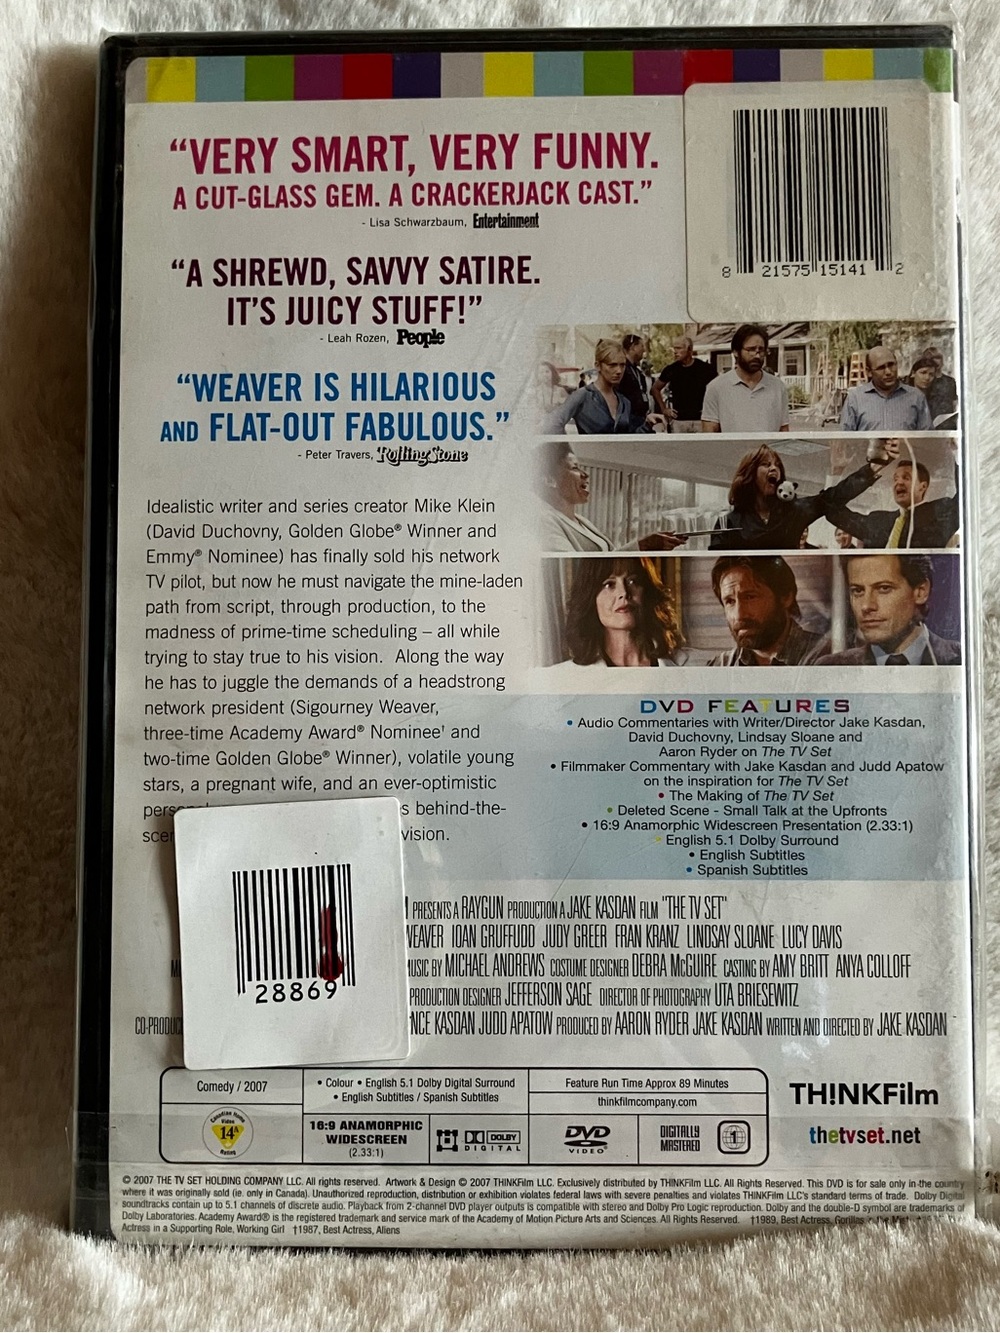 “VERY SMART, VERY FUNNY.
A CUT-GLASS GEM. A CRACKERJACK CAST.”
- Lisa Schwarzbaum, Entertainment
“A SHREWD, SAVVY SATIRE.
IT'S JUICY STUFF!”
- Leah Rozen, People
“WEAVER IS HILARIOUS
AND FLAT-OUT FABULOUS.”
- Peter Travers, RollingStone
8 21575 15141 2
Idealistic writer and series creator Mike Klein
(David Duchovny, Golden Globe® Winner and
Emmy® Nominee) has finally sold his network
TV pilot, but now he must navigate the mine-laden
path from script, through production, to the
madness of prime-time scheduling – all while
trying to stay true to his vision. Along the way
he has to juggle the demands of a headstrong
network president (Sigourney Weaver,
three-time Academy Award® Nominee† and
two-time Golden Globe® Winner), volatile young
stars, a pregnant wife, and an ever-optimistic
s behind-the-
vision.
28869
DVD FEATURES
• Audio Commentaries with Writer/Director Jake Kasdan,
David Duchovny, Lindsay Sloane and
Aaron Ryder on The TV Set
• Filmmaker Commentary with Jake Kasdan and Judd Apatow
on the inspiration for The TV Set
• The Making of The TV Set
• Deleted Scene - Small Talk at the Upfronts
• 16:9 Anamorphic Widescreen Presentation (2.33:1)
• English 5.1 Dolby Surround
• English Subtitles
• Spanish Subtitles
PRESENTS A RAYGUN PRODUCTION A JAKE KASDAN FILM "THE TV SET"
WEAVER IOAN GRUFFUDD JUDY GREER FRAN KRANZ LINDSAY SLOANE LUCY DAVIS
MUSIC BY MICHAEL ANDREWS COSTUME DESIGNER DEBRA McGUIRE CASTING BY AMY BRITT ANYA COLLOFF
PRODUCTION DESIGNER JEFFERSON SAGE DIRECTOR OF PHOTOGRAPHY UTA BRIESEWITZ
CO-PRODUC NCE KASDAN JUDD APATOW PRODUCED BY AARON RYDER JAKE KASDAN WRITTEN AND DIRECTED BY JAKE KASDAN
Comedy / 2007
• Colour • English 5.1 Dolby Digital Surround
• English Subtitles / Spanish Subtitles
Feature Run Time Approx 89 Minutes
thinkfilmcompany.com
Canadian Home Video
14A
Rating
16:9 ANAMORPHIC
WIDESCREEN
(2.33:1)
DOLBY
DIGITAL
DVD
VIDEO
DIGITALLY
MASTERED
1
TH!NKFilm
thetvset.net
© 2007 THE TV SET HOLDING COMPANY LLC. All rights reserved. Artwork & Design © 2007 THINKFilm LLC. Exclusively distributed by THINKFilm LLC. All Rights Reserved. This DVD is for sale only in the country
where it was originally sold (ie. only in Canada). Unauthorized reproduction, distribution or exhibition violates federal laws with severe penalties and violates THINKFilm LLC's standard terms of trade. Dolby Digital
soundtracks contain up to 5.1 channels of discrete audio. Playback from 2-channel DVD player outputs is compatible with stereo and Dolby Pro Logic reproduction. Dolby and the double-D symbol are trademarks of
Dolby Laboratories. Academy Award® is the registered trademark and service mark of the Academy of Motion Picture Arts and Sciences. All Rights Reserved. †1989, Best Actress, Gorillas in the Mist
Actress in a Supporting Role, Working Girl †1987, Best Actress, Aliens